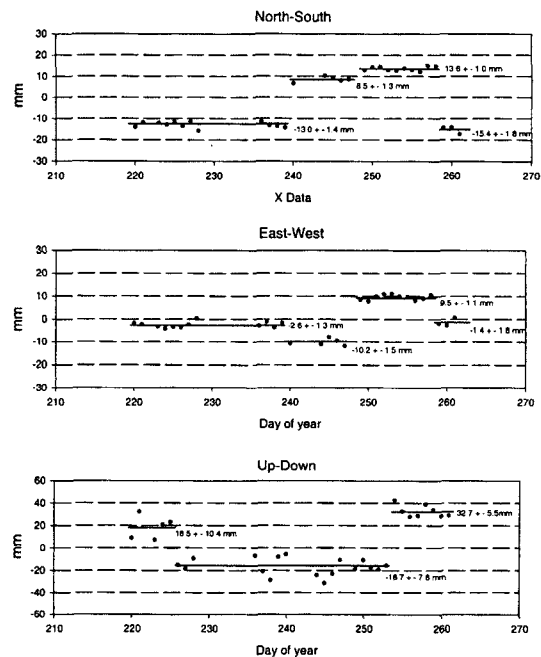 North-South
30
20
10
0
-10
-20
-30
mm
13.6 + - 1.0 mm
8.5 + - 1.3 mm
-13.0 + - 1.4 mm
-15.4 + - 1.8 mm
210 220 230 240 250 260 270
X Data
East-West
30
20
10
0
-10
-20
-30
mm
9.5 + - 1.1 mm
-2.6 + - 1.3 mm
-1.4 + - 1.8 mm
-10.2 + - 1.5 mm
210 220 230 240 250 260 270
Day of year
Up-Down
60
40
20
0
-20
-40
-60
mm
32.7 + - 5.5mm
18.5 + - 10.4 mm
-16.7 + - 7.8 mm
210 220 230 240 250 260 270
Day of year